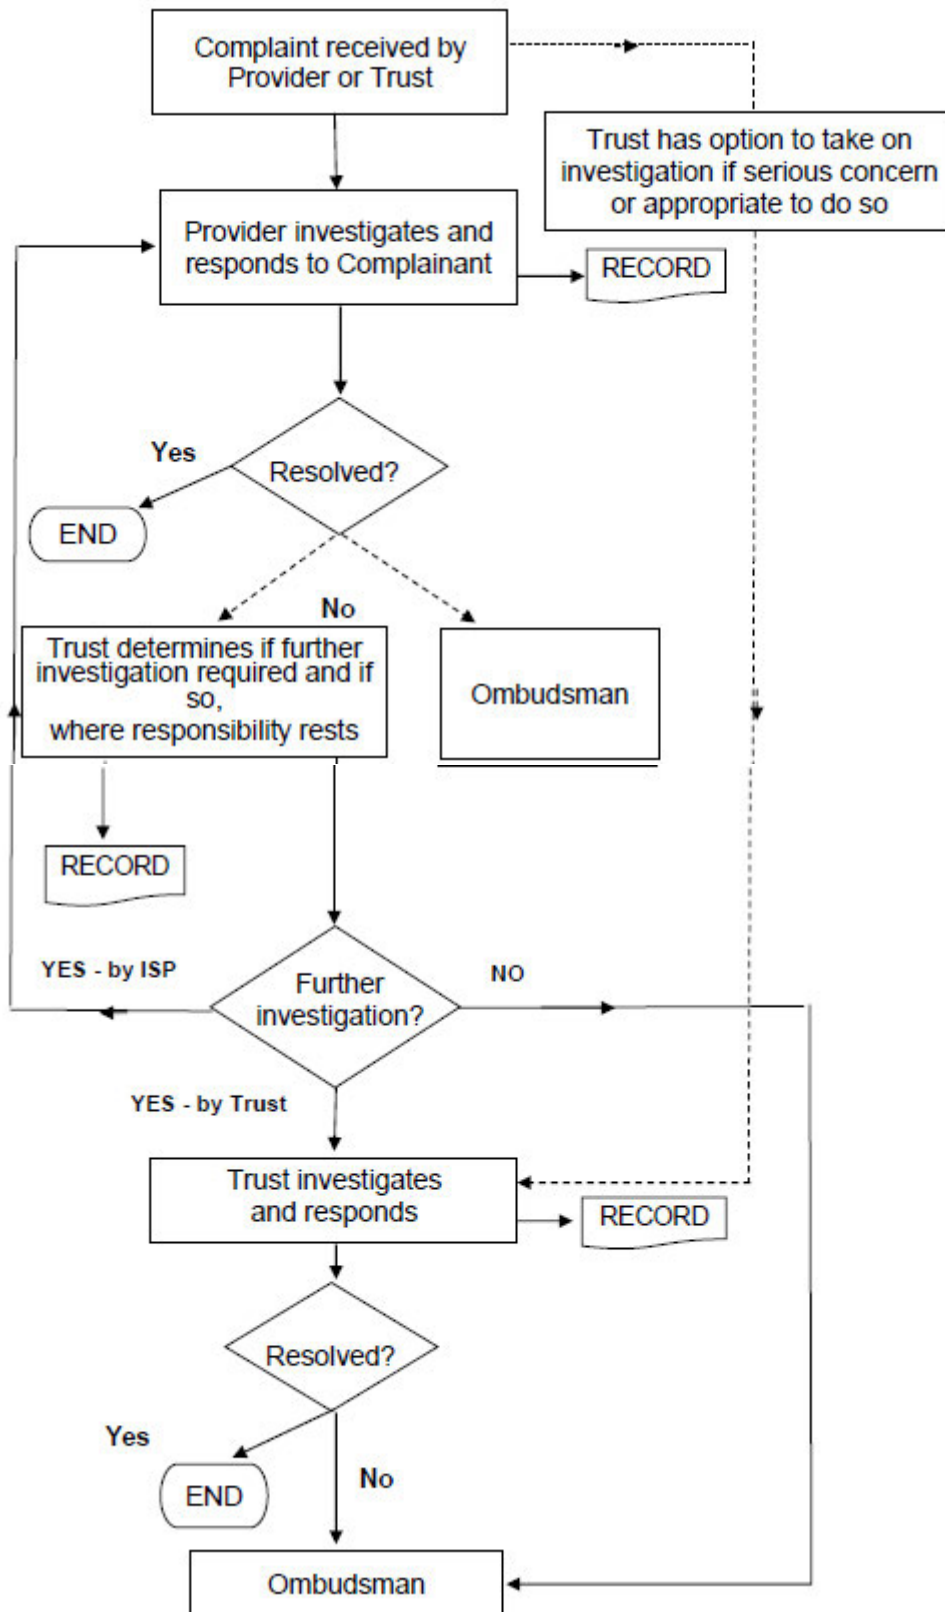 Complaint received by
Provider or Trust
Trust has option to take on
investigation if serious concern
or appropriate to do so
Provider investigates and
responds to Complainant
RECORD
Yes
Resolved?
END
No
Trust determines if further
investigation required and if
so,
where responsibility rests
Ombudsman
RECORD
YES - by ISP
Further
investigation?
NO
YES - by Trust
Trust investigates
and responds
RECORD
Resolved?
Yes
END
No
Ombudsman